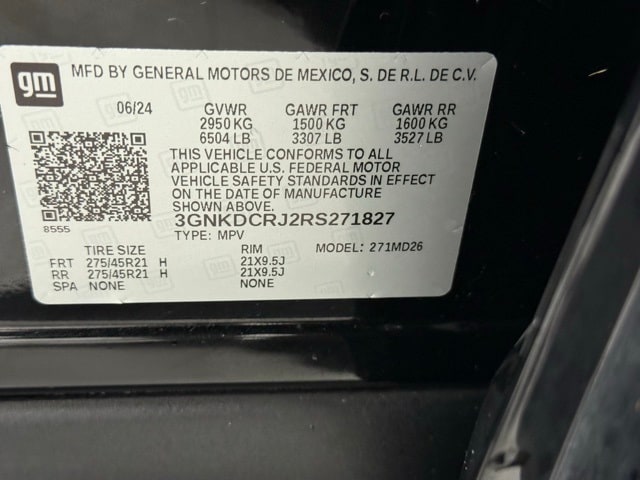 gm
MFD BY GENERAL MOTORS DE MEXICO, S. DE R.L. DE C.V.
06/24 GVWR GAWR FRT GAWR RR
2950 KG 1500 KG 1600 KG
6504 LB 3307 LB 3527 LB
THIS VEHICLE CONFORMS TO ALL
APPLICABLE U.S. FEDERAL MOTOR
VEHICLE SAFETY STANDARDS IN EFFECT
ON THE DATE OF MANUFACTURE
SHOWN ABOVE.
3GNKDCRJ2RS271827
8555
TYPE: MPV MODEL: 271MD26
TIRE SIZE RIM
FRT 275/45R21 H 21X9.5J
RR 275/45R21 H 21X9.5J
SPA NONE NONE